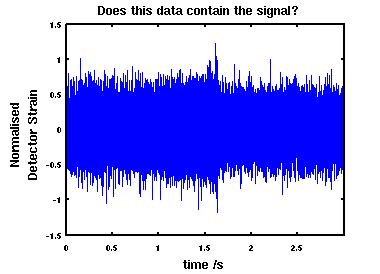 Does this data contain the signal?
1.5
1
0.5
0
-0.5
-1
-1.5
Normalised
Detector Strain
0 0.5 1 1.5 2 2.5
time /s